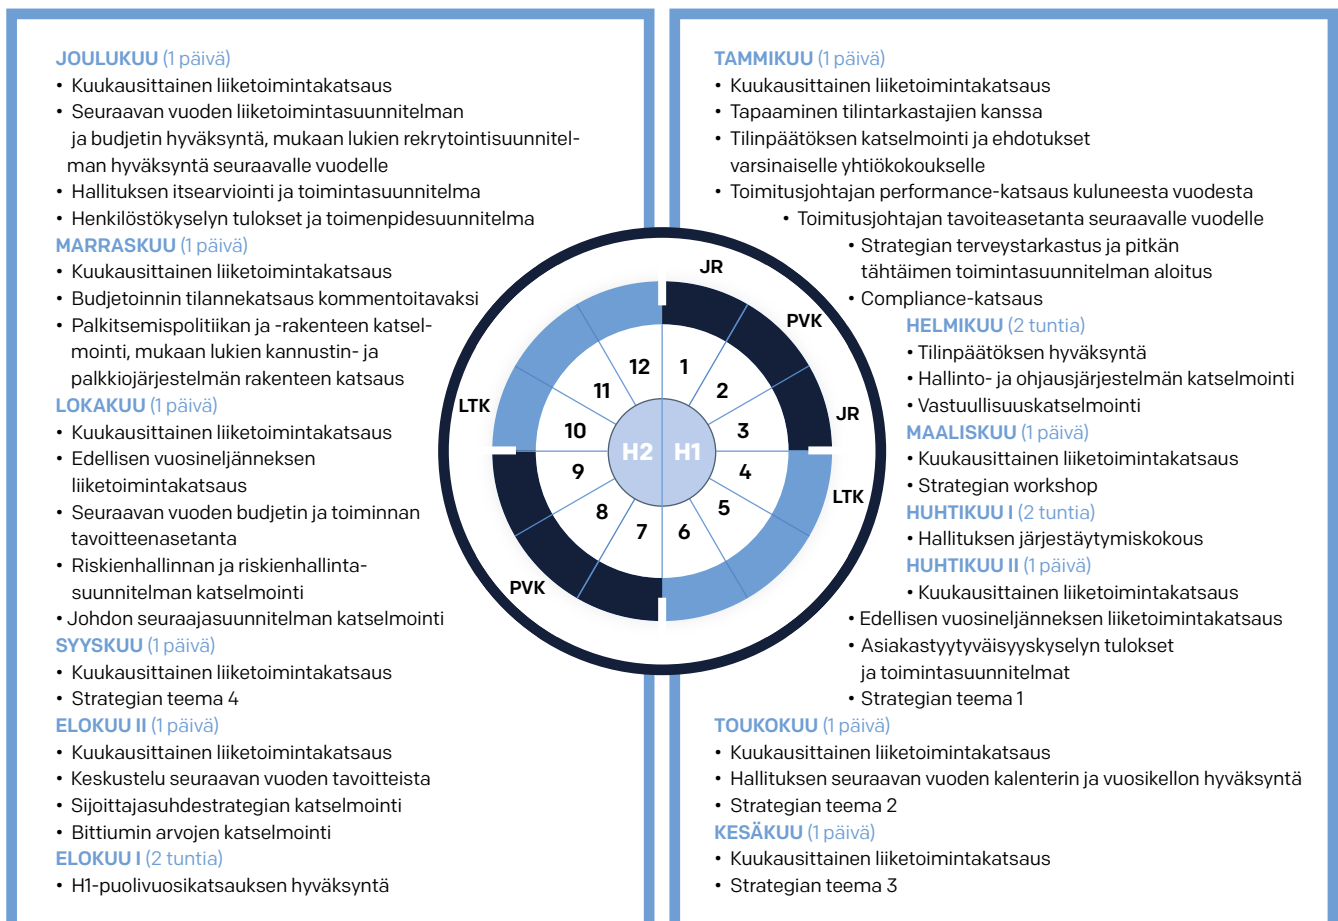 JOULUKUU (1 päivä)
• Kuukausittainen liiketoimintakatsaus
• Seuraavan vuoden liiketoimintasuunnitelman
ja budjetin hyväksyntä, mukaan lukien rekrytointisuunnitel-
man hyväksyntä seuraavalle vuodelle
• Hallituksen itsearviointi ja toimintasuunnitelma
• Henkilöstökyselyn tulokset ja toimenpidesuunnitelma
MARRASKUU (1 päivä)
• Kuukausittainen liiketoimintakatsaus
• Budjetoinnin tilannekatsaus kommentoitavaksi
• Palkitsemispolitiikan ja -rakenteen katsel-
mointi, mukaan lukien kannustin- ja
palkkiojärjestelmän rakenteen katsaus
LOKAKUU (1 päivä)
• Kuukausittainen liiketoimintakatsaus
• Edellisen vuosineljänneksen
liiketoimintakatsaus
• Seuraavan vuoden budjetin ja toiminnan
tavoitteenasetanta
• Riskienhallinnan ja riskienhallinta-
suunnitelman katselmointi
• Johdon seuraajasuunnitelman katselmointi
SYYSKUU (1 päivä)
• Kuukausittainen liiketoimintakatsaus
• Strategian teema 4
ELOKUU II (1 päivä)
• Kuukausittainen liiketoimintakatsaus
• Keskustelu seuraavan vuoden tavoitteista
• Sijoittajasuhdestrategian katselmointi
• Bittiumin arvojen katselmointi
ELOKUU I (2 tuntia)
• H1-puolivuosikatsauksen hyväksyntä
JR
PVK
JR
LTK
PVK
LTK
12
1
11
2
10
3
H2
H1
9
4
8
5
7
6
TAMMIKUU (1 päivä)
• Kuukausittainen liiketoimintakatsaus
• Tapaaminen tilintarkastajien kanssa
• Tilinpäätöksen katselmointi ja ehdotukset
varsinaiselle yhtiökokoukselle
• Toimitusjohtajan performance-katsaus kuluneesta vuodesta
• Toimitusjohtajan tavoiteasetanta seuraavalle vuodelle
• Strategian terveystarkastus ja pitkän
tähtäimen toimintasuunnitelman aloitus
• Compliance-katsaus
HELMIKUU (2 tuntia)
• Tilinpäätöksen hyväksyntä
• Hallinto- ja ohjausjärjestelmän katselmointi
• Vastuullisuuskatselmointi
MAALISKUU (1 päivä)
• Kuukausittainen liiketoimintakatsaus
• Strategian workshop
HUHTIKUU I (2 tuntia)
• Hallituksen järjestäytymiskokous
HUHTIKUU II (1 päivä)
• Kuukausittainen liiketoimintakatsaus
• Edellisen vuosineljänneksen liiketoimintakatsaus
• Asiakastyytyväisyyskyselyn tulokset
ja toimintasuunnitelmat
• Strategian teema 1
TOUKOKUU (1 päivä)
• Kuukausittainen liiketoimintakatsaus
• Hallituksen seuraavan vuoden kalenterin ja vuosikellon hyväksyntä
• Strategian teema 2
KESÄKUU (1 päivä)
• Kuukausittainen liiketoimintakatsaus
• Strategian teema 3